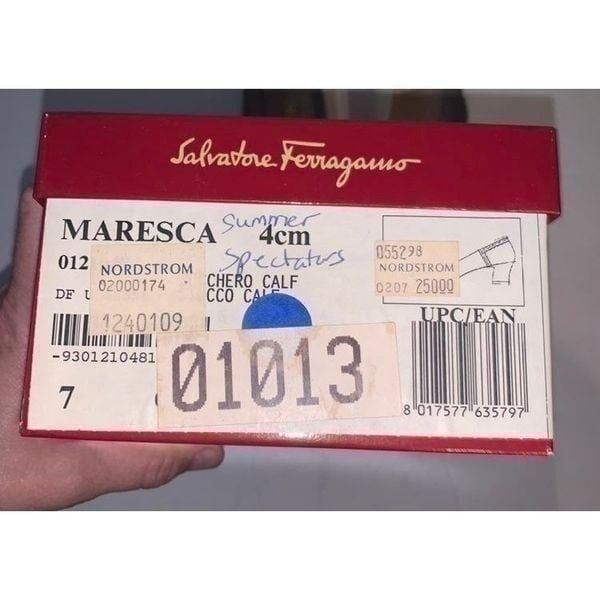 Salvatore Ferragamo
MARESCA 4cm
Summer
Spectators
012
NORDSTROM
02000174
1240109
CHERO CALF
DF U
CCO CALF
055298
NORDSTROM
0207 25000
UPC/EAN
-9301210481
01013
7
8 017577 635797